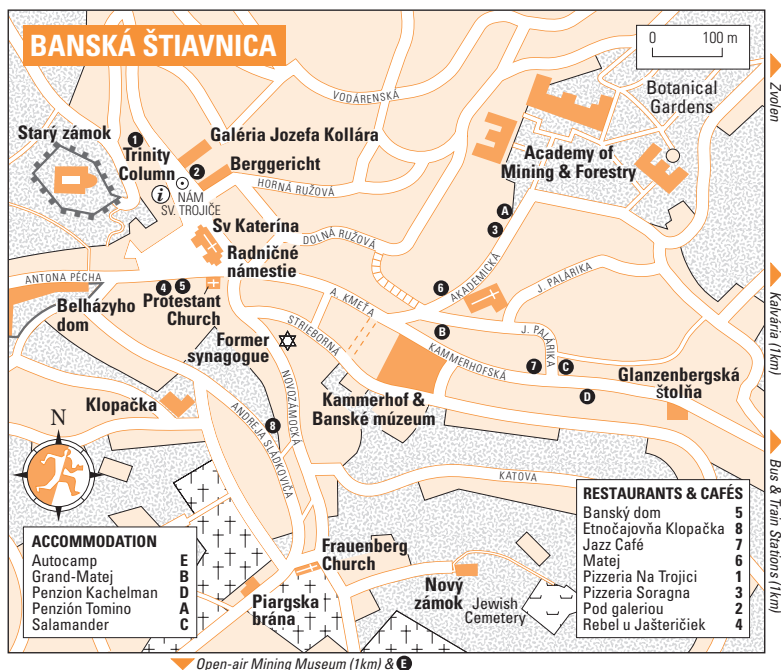 BANSKÁ ŠTIAVNICA
0 100 m
Zvolen
Botanical
Gardens
VODÁRENSKÁ
Starý zámok
1
Trinity
Column
Galéria Jozefa Kollára
2
Berggericht
i
NÁM
SV. TROJIČE
HORNÁ RUŽOVÁ
Academy of
Mining & Forestry
A
3
Sv Katerína
DOLNÁ RUŽOVÁ
Radničné
námestie
ANTONA PÉCHA
4
5
Protestant
Church
Belházyho
dom
6
AKADEMICKÁ
J. PALÁRIKA
A. KMEŤA
Kalvária (1km)
STRIEBORNÁ
B
J. PALÁRIKA
KAMMERHOFSKÁ
7
C
D
Former
synagogue
Glanzenbergská
štolňa
Kammerhof &
Banské múzeum
NOVOZÁMOCKÁ
Klopačka
N
8
ANDREJA SLÁDKOVIČA
KATOVA
Bus & Train Stations (1km)
ACCOMMODATION
Autocamp E
Grand-Matej B
Penzion Kachelman D
Penzión Tomino A
Salamander C
Frauenberg
Church
Piargska
brána
Nový
zámok
Jewish
Cemetery
RESTAURANTS & CAFÉS
Banský dom 5
Etnočajovňa Klopačka 8
Jazz Café 7
Matej 6
Pizzeria Na Trojici 1
Pizzeria Soragna 3
Pod galeriou 2
Rebel u Jašteričiek 4
Open-air Mining Museum (1km) & E